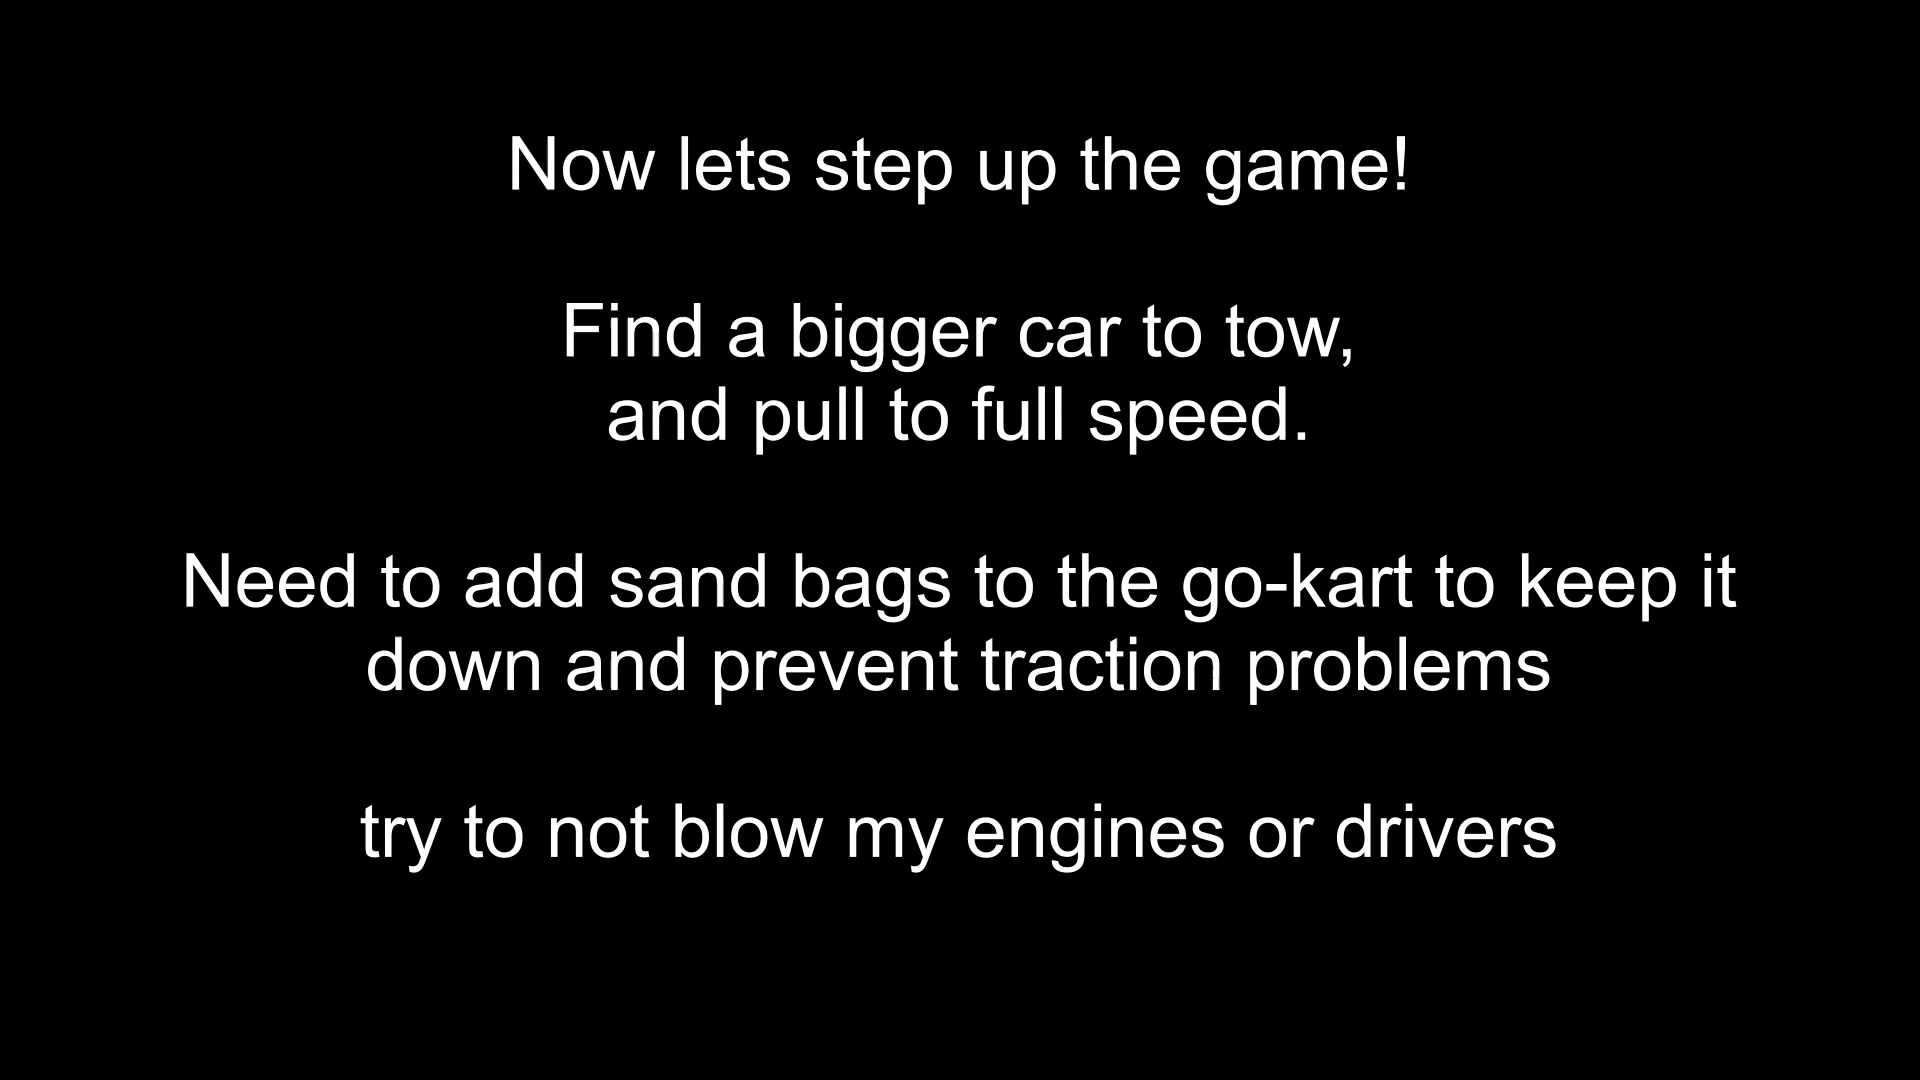 Now lets step up the game!
Find a bigger car to tow,
and pull to full speed.
Need to add sand bags to the go-kart to keep it
down and prevent traction problems
try to not blow my engines or drivers